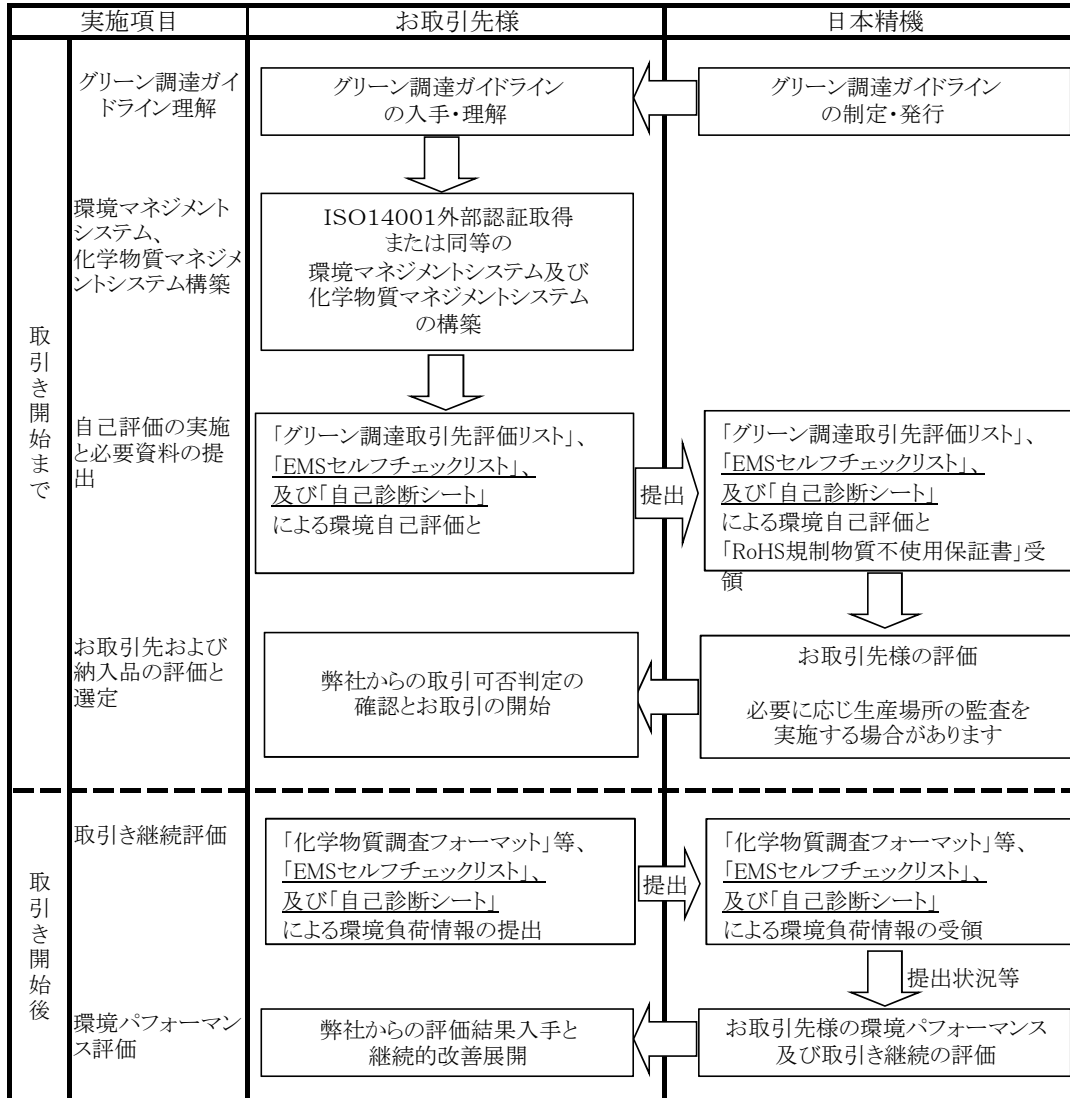 実施項目
お取引先様
日本精機
取引き開始まで
グリーン調達ガイ
ドライン理解
グリーン調達ガイドライン
の入手・理解
グリーン調達ガイドライン
の制定・発行
環境マネジメント
システム、
化学物質マネジメ
ントシステム構築
ISO14001外部認証取得
または同等の
環境マネジメントシステム及び
化学物質マネジメントシステム
の構築
自己評価の実施
と必要資料の提
出
「グリーン調達取引先評価リスト」、
「EMSセルフチェックリスト」、
及び「自己診断シート」
による環境自己評価と
提出
「グリーン調達取引先評価リスト」、
「EMSセルフチェックリスト」、
及び「自己診断シート」
による環境自己評価と
「RoHS規制物質不使用保証書」受
領
お取引先および
納入品の評価と
選定
弊社からの取引可否判定の
確認とお取引の開始
お取引先様の評価
必要に応じ生産場所の監査を
実施する場合があります
取引き開始後
取引き継続評価
「化学物質調査フォーマット」等、
「EMSセルフチェックリスト」、
及び「自己診断シート」
による環境負荷情報の提出
提出
「化学物質調査フォーマット」等、
「EMSセルフチェックリスト」、
及び「自己診断シート」
による環境負荷情報の受領
提出状況等
環境パフォーマン
ス評価
弊社からの評価結果入手と
継続的改善展開
お取引先様の環境パフォーマンス
及び取引き継続の評価